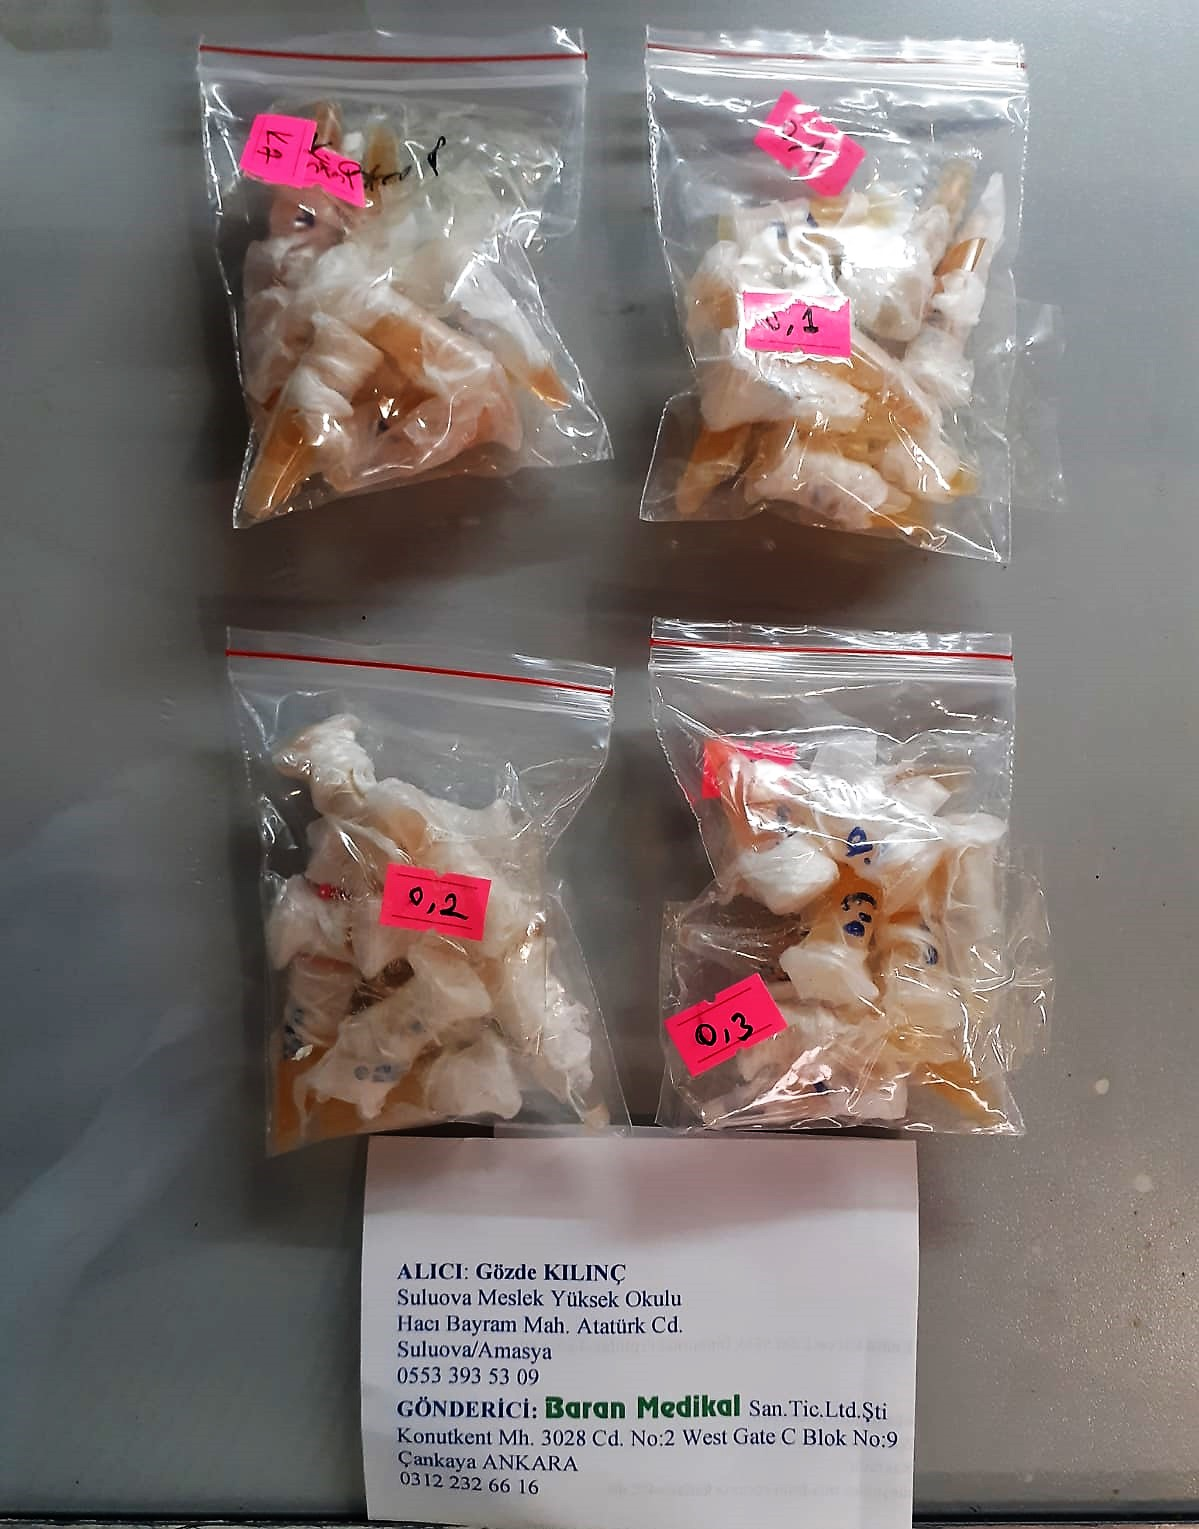 0,1
0,2
0,3
ALICI: Gözde KILINÇ
Suluova Meslek Yüksek Okulu
Hacı Bayram Mah. Atatürk Cd.
Suluova/Amasya
0553 393 53 09
GÖNDERİCİ: Baran Medikal San.Tic.Ltd.Şti
Konutkent Mh. 3028 Cd. No:2 West Gate C Blok No:9
Çankaya ANKARA
0312 232 66 16